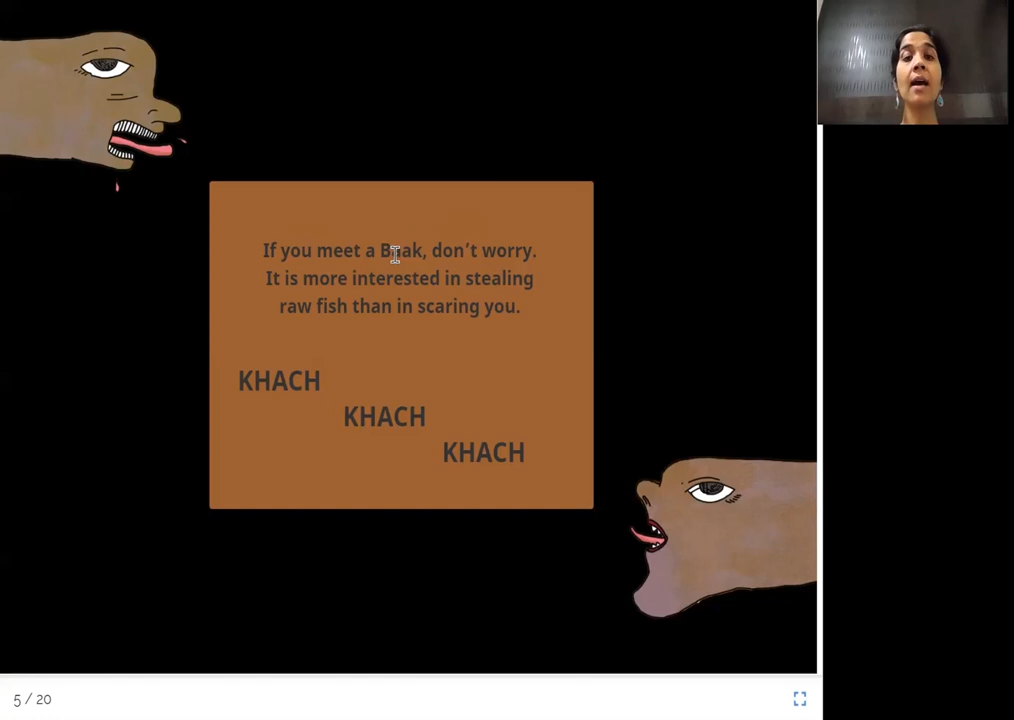 If you meet a Baak, don't worry.
It is more interested in stealing
raw fish than in scaring you.
KHACH
KHACH
KHACH
5 / 20